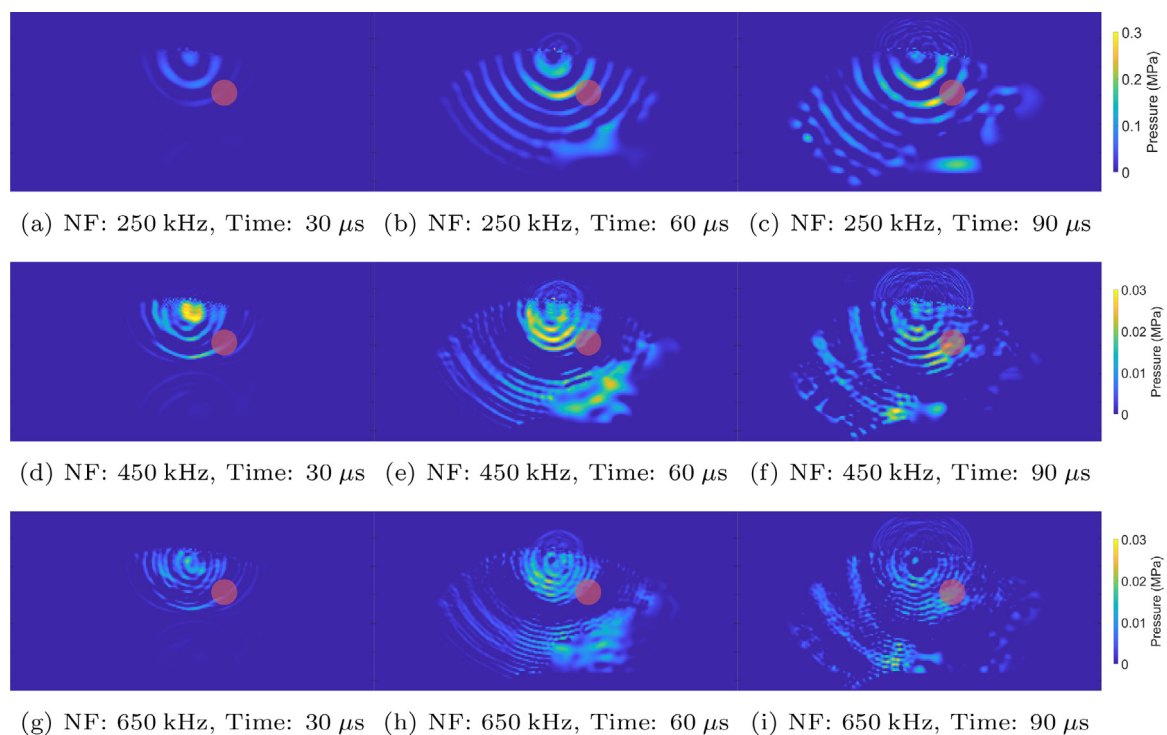 0.3
0.2
0.1
0
Pressure (MPa)
(a) NF: 250 kHz, Time: 30 μs
(b) NF: 250 kHz, Time: 60 μs
(c) NF: 250 kHz, Time: 90 μs
0.03
0.02
0.01
0
Pressure (MPa)
(d) NF: 450 kHz, Time: 30 μs
(e) NF: 450 kHz, Time: 60 μs
(f) NF: 450 kHz, Time: 90 μs
0.03
0.02
0.01
0
Pressure (MPa)
(g) NF: 650 kHz, Time: 30 μs
(h) NF: 650 kHz, Time: 60 μs
(i) NF: 650 kHz, Time: 90 μs